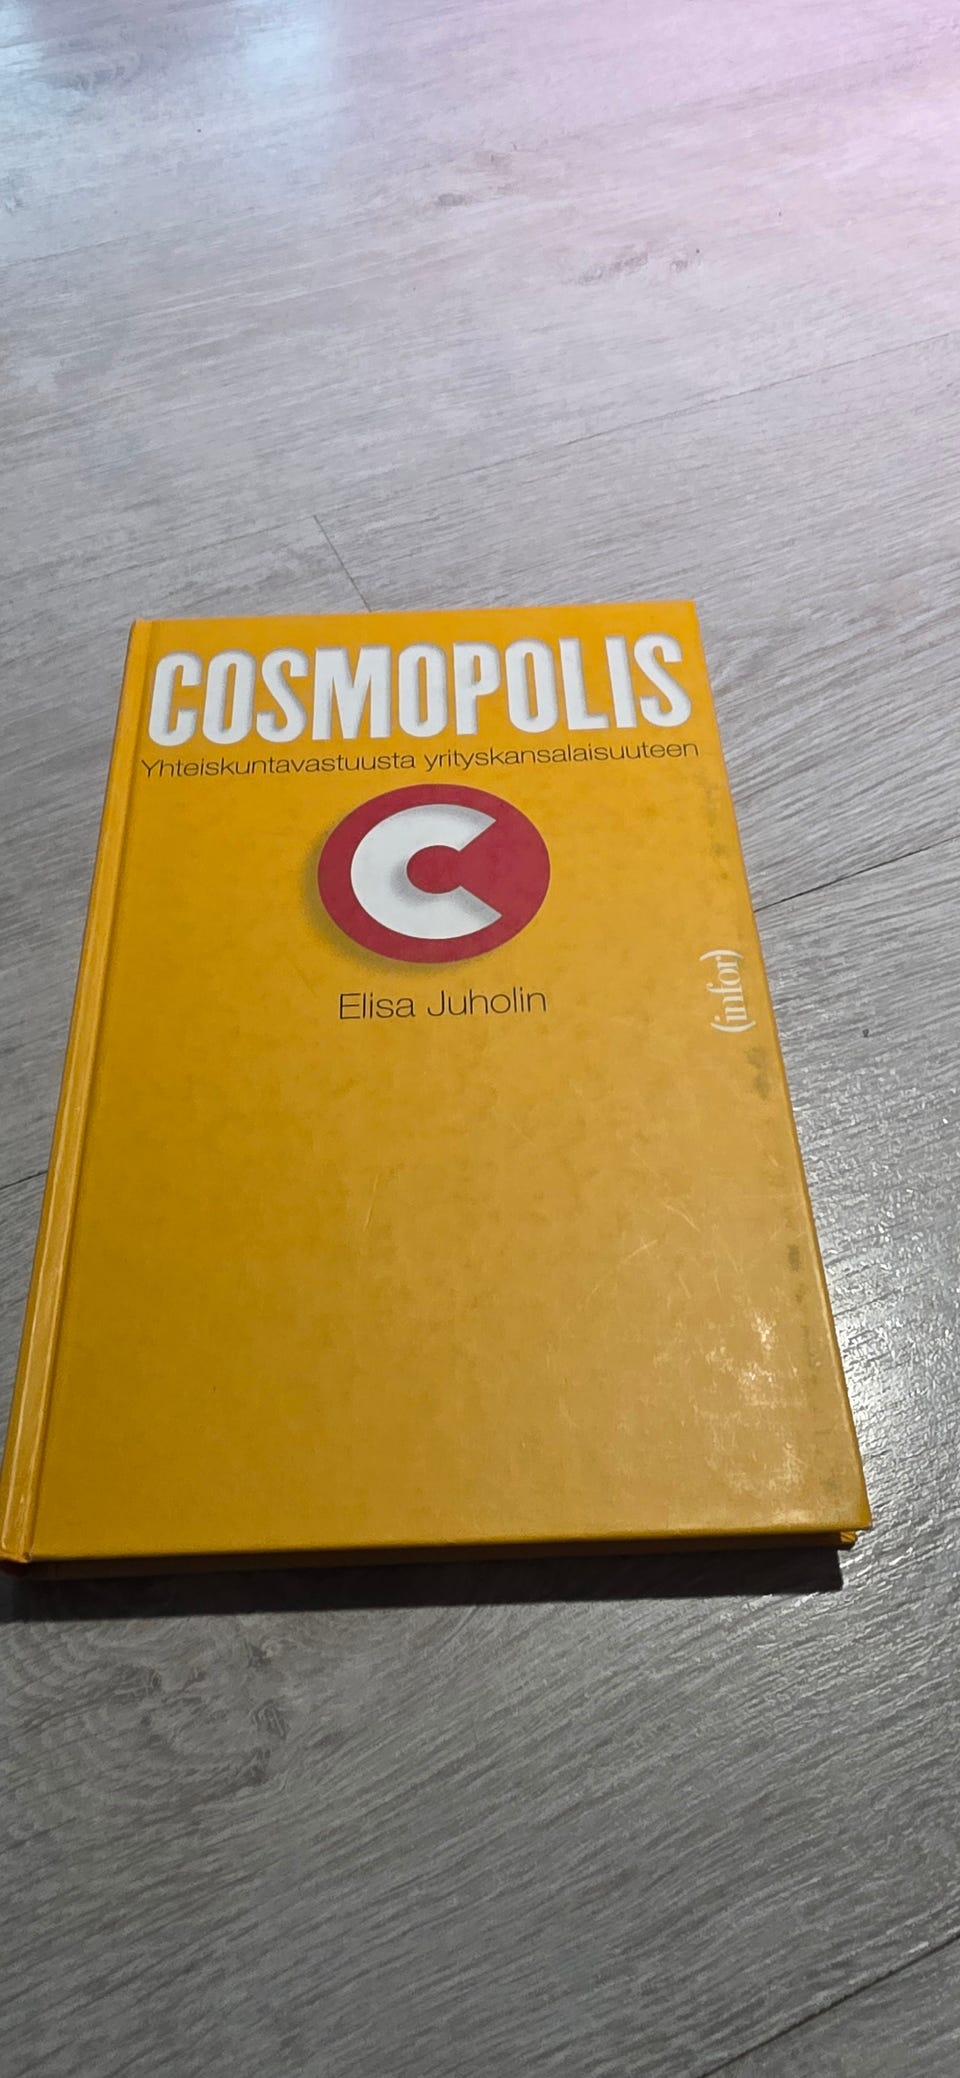 COSMOPOLIS
Yhteiskuntavastuusta yrityskansalaisuuteen
C
Elisa Juholin
(infor)